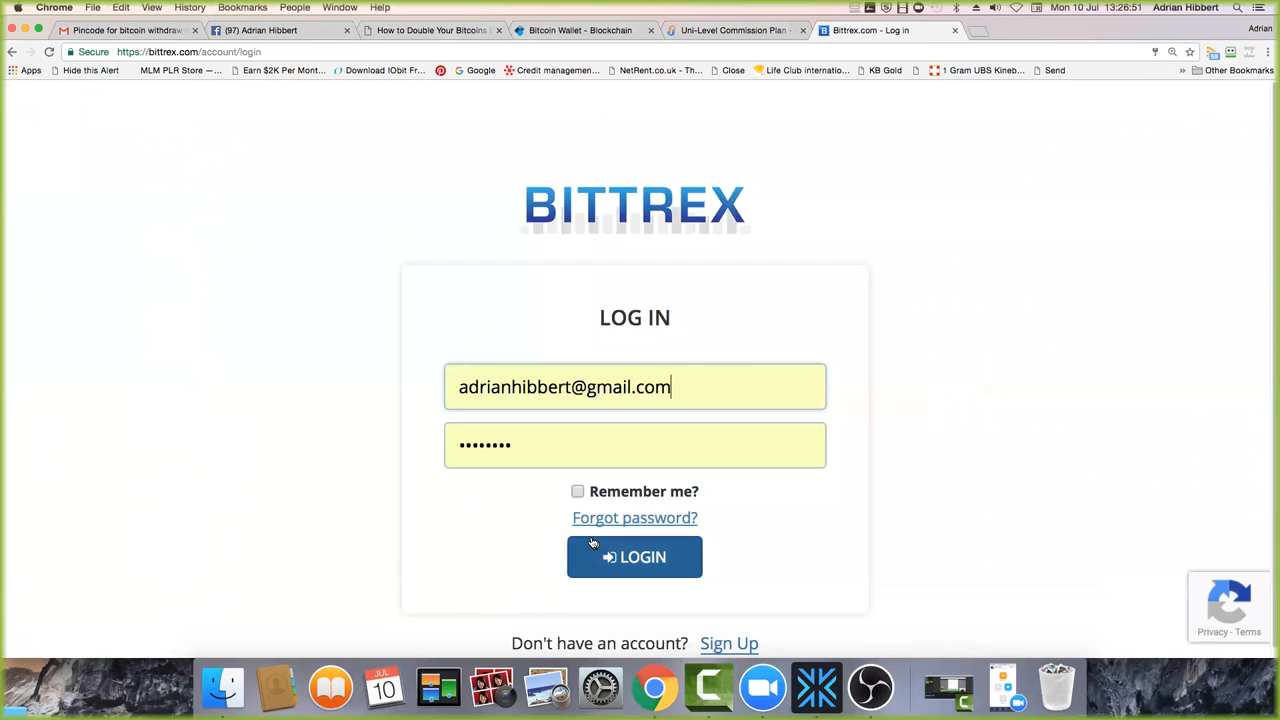 Chrome File Edit View History Bookmarks People Window Help Mon 10 Jul 13:26:51 Adrian Hibbert
Pincode for bitcoin withdraw (97) Adrian Hibbert How to Double Your Bitcoins Bitcoin Wallet - Blockchain Uni-Level Commission Plan - Bittrex.com - Log in Adrian
Secure https://bittrex.com/account/login
Apps Hide this Alert MLM PLR Store —... Earn $2K Per Mont... Download IObit Fr... Google Credit managemen... NetRent.co.uk - Th... Close Life Club internatio... KB Gold 1 Gram UBS Kineb... Send » Other Bookmarks
BITTREX
LOG IN
adrianhibbert@gmail.com
••••••••
Remember me?
Forgot password?
LOGIN
Privacy - Terms
Don't have an account? Sign Up
JUL
10